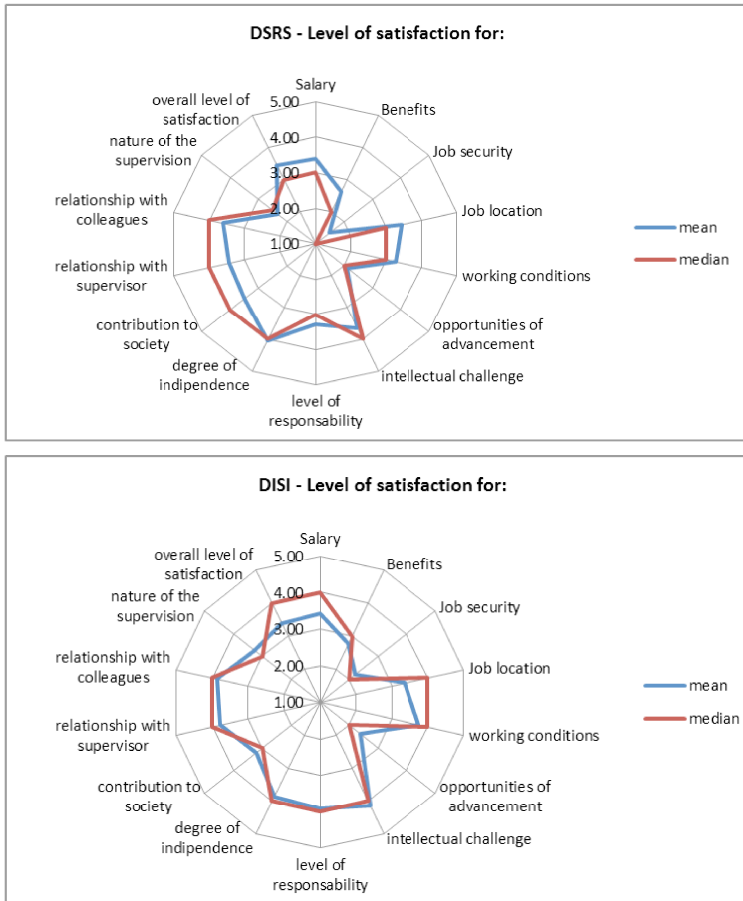 DSRS - Level of satisfaction for:
Salary
overall level of
satisfaction
5.00
Benefits
nature of the
supervision
4.00
Job security
3.00
relationship with
colleagues
2.00
Job location
1.00
mean
median
relationship with
supervisor
working conditions
contribution to
society
opportunities of
advancement
degree of
indipendence
intellectual challenge
level of
responsability
DISI - Level of satisfaction for:
Salary
overall level of
satisfaction
5.00
Benefits
nature of the
supervision
4.00
Job security
3.00
relationship with
colleagues
2.00
Job location
1.00
mean
median
relationship with
supervisor
working conditions
contribution to
society
opportunities of
advancement
degree of
indipendence
intellectual challenge
level of
responsability